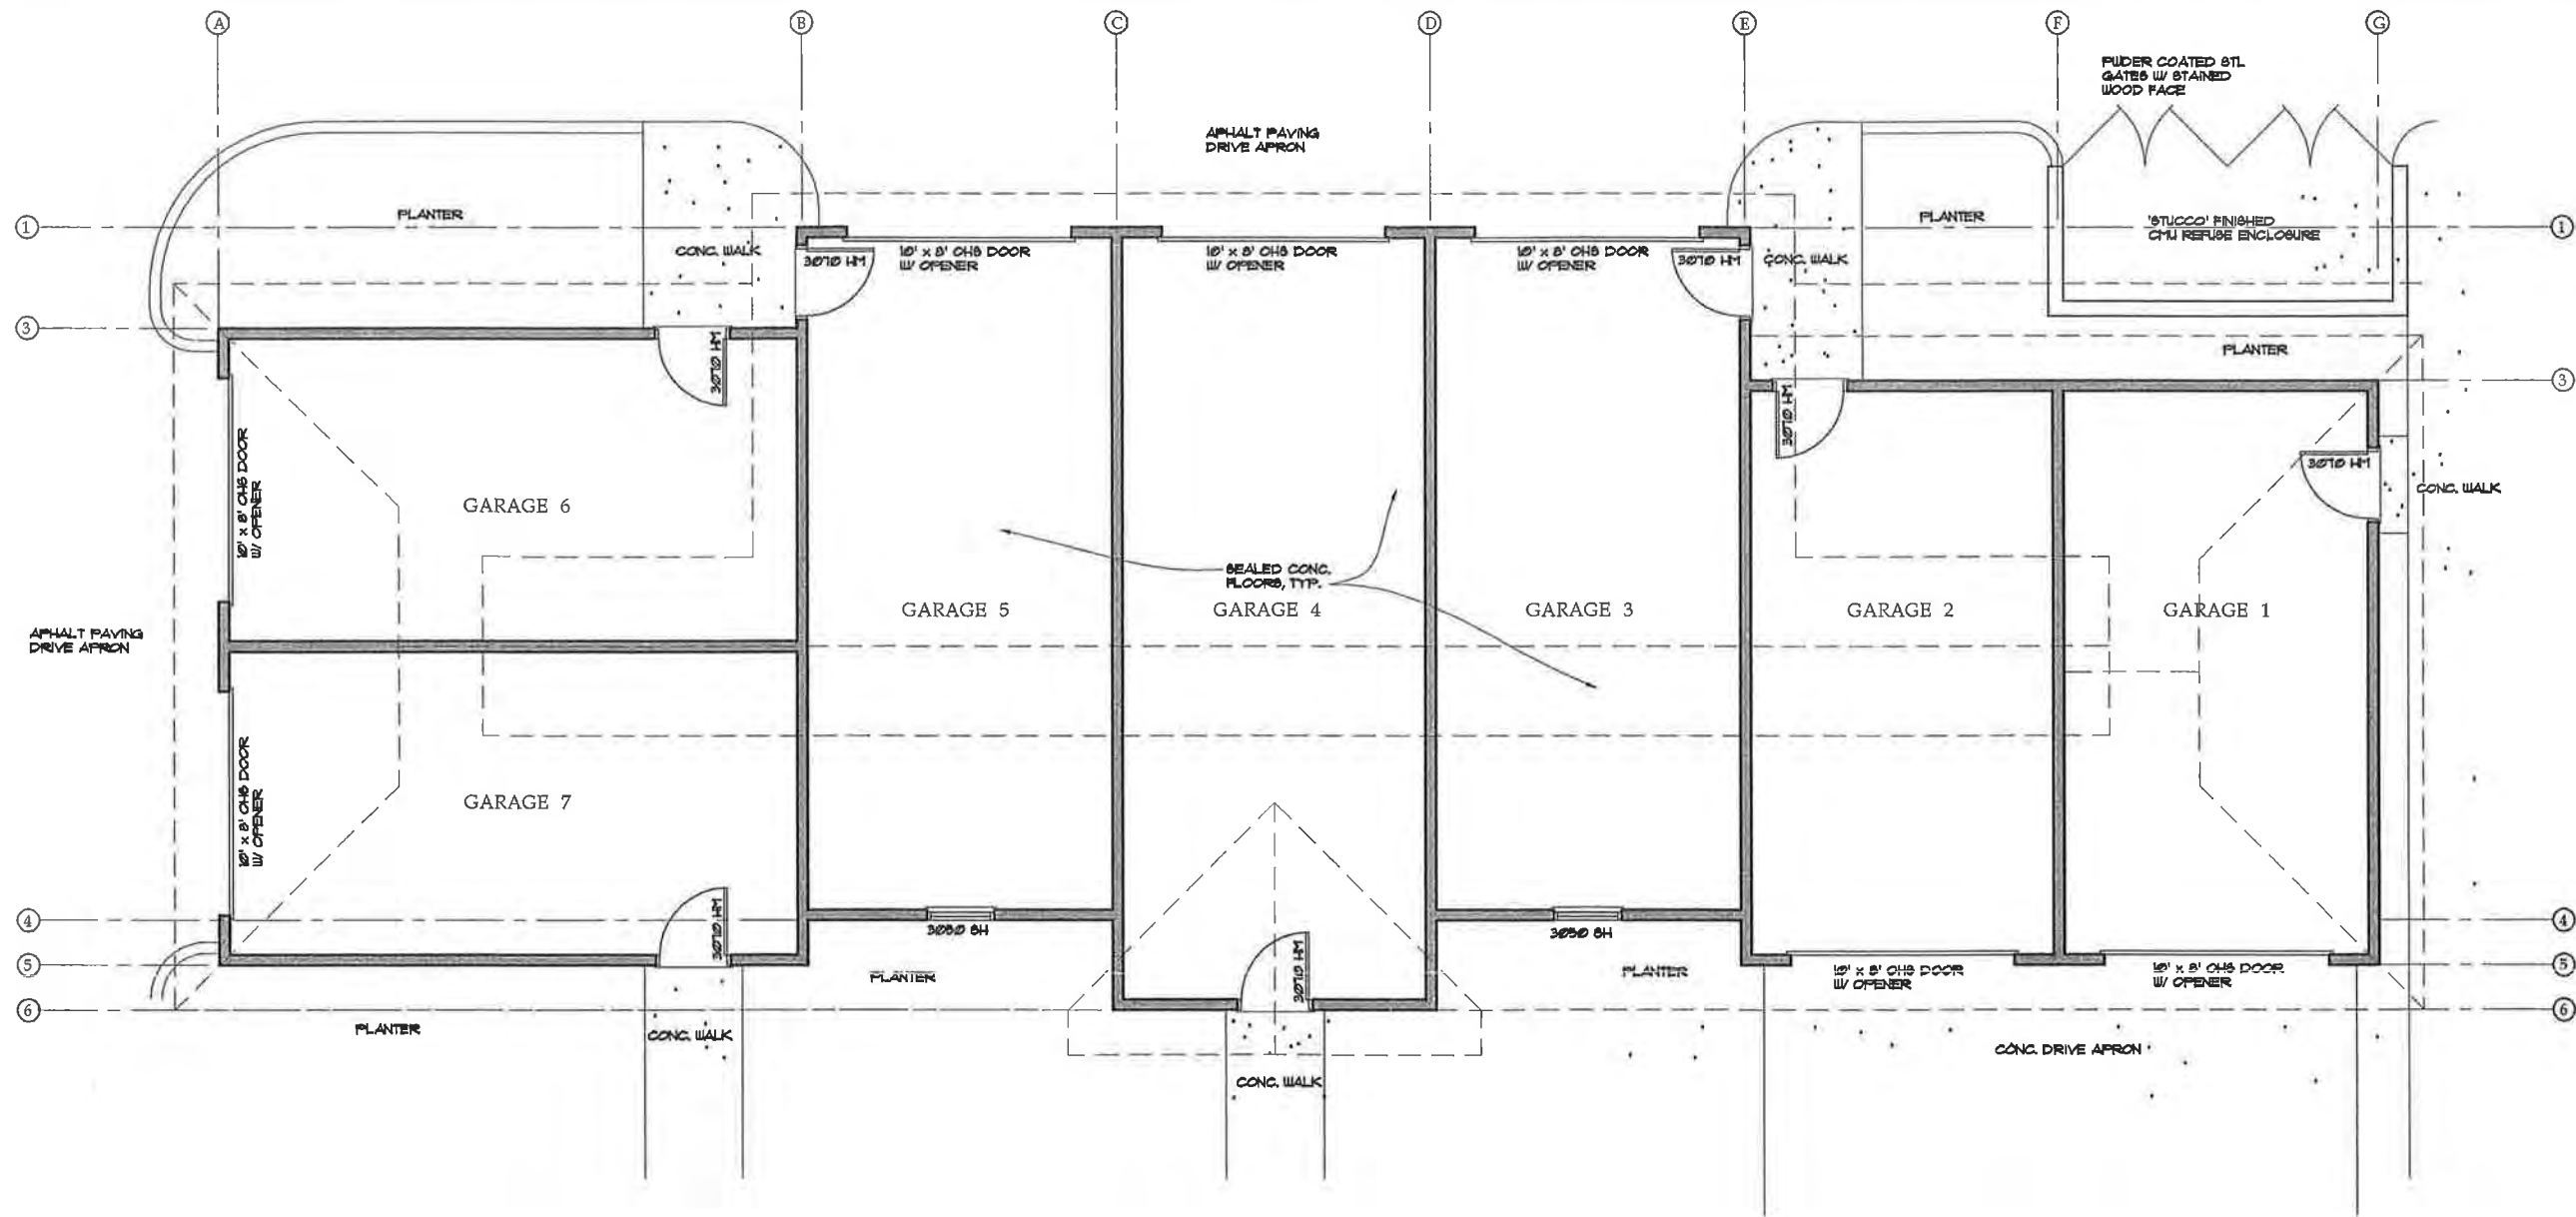 A B C D E F G
PWDER COATED STL
GATES W/ STAINED
WOOD FACE
APHALT PAVING
DRIVE APRON
1
PLANTER
PLANTER
'STUCCO' FINISHED
CMU REFUSE ENCLOSURE
1
CONC. WALK
3070 HM
10' x 8' OHS DOOR
W/ OPENER
10' x 8' OHS DOOR
W/ OPENER
10' x 8' OHS DOOR
W/ OPENER
3070 HM
CONC. WALK
3
3070 HM
PLANTER
3
3070 HM
10' x 8' OHS DOOR
W/ OPENER
GARAGE 6
3070 HM
CONC. WALK
SEALED CONC.
FLOORS, TYP.
GARAGE 5
GARAGE 4
GARAGE 3
GARAGE 2
GARAGE 1
APHALT PAVING
DRIVE APRON
10' x 8' OHS DOOR
W/ OPENER
GARAGE 7
4
3070 HM
3050 SH
3050 SH
4
5
PLANTER
3070 HM
PLANTER
10' x 8' OHS DOOR
W/ OPENER
10' x 8' OHS DOOR
W/ OPENER
5
6
PLANTER
CONC. WALK
6
CONC. DRIVE APRON
CONC. WALK